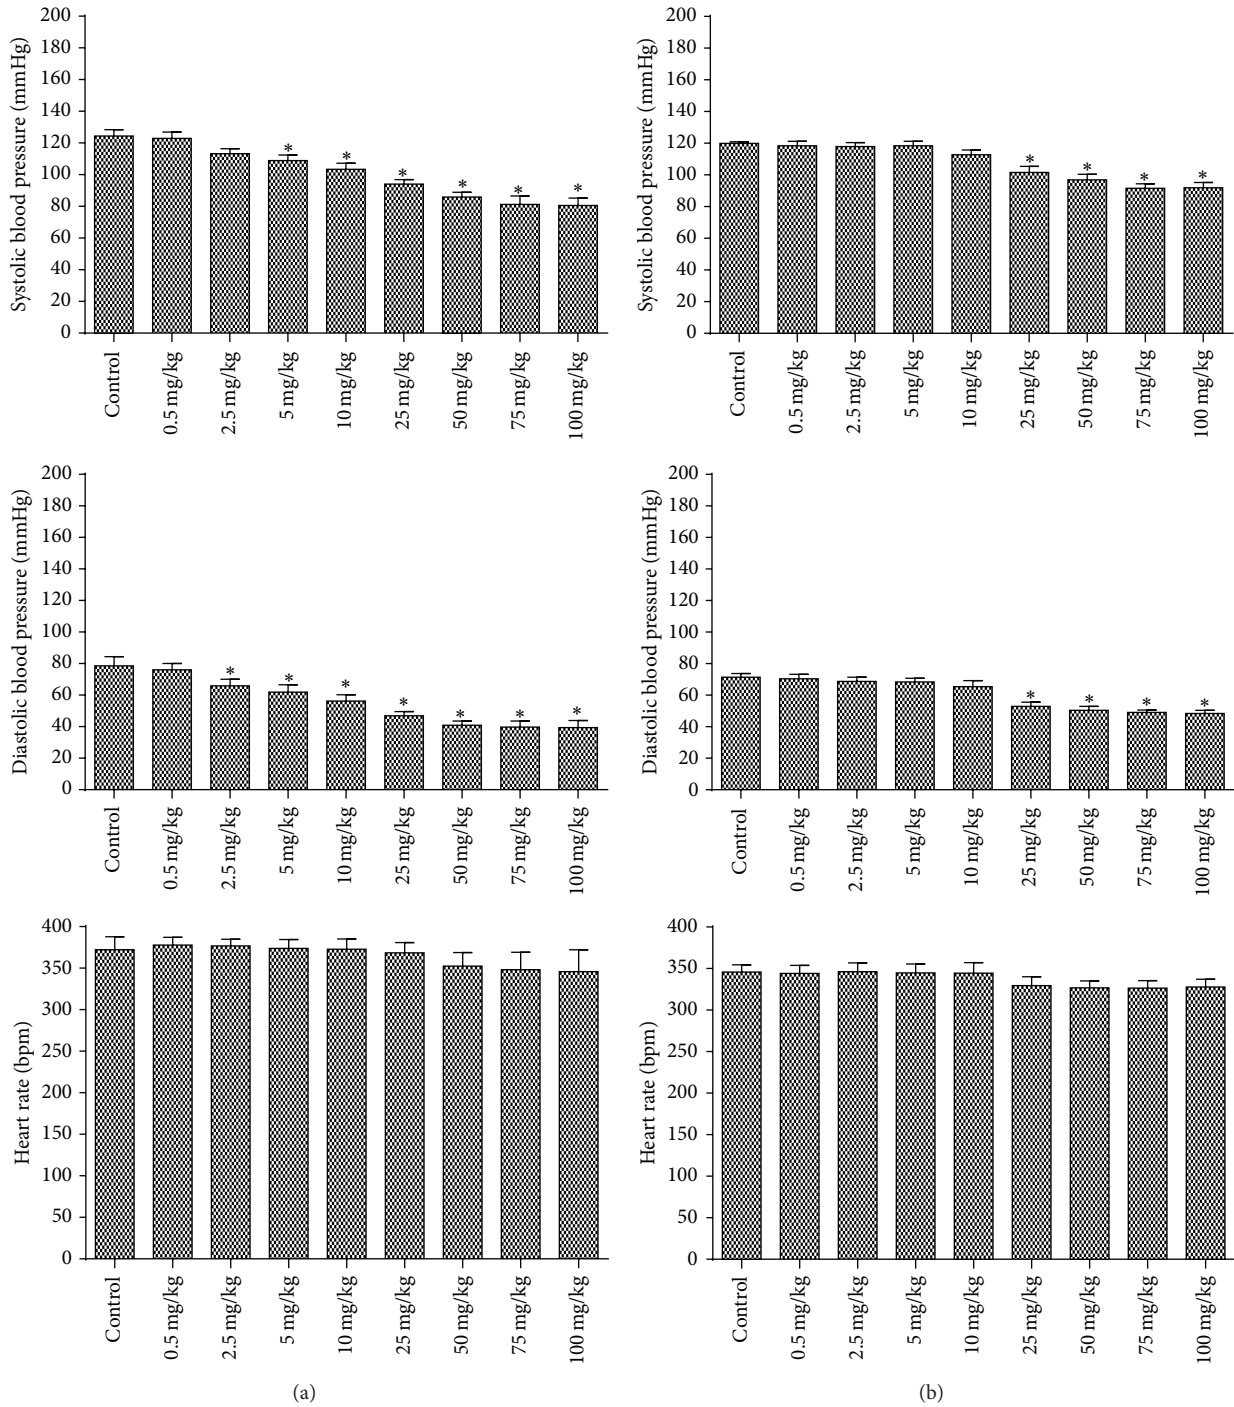 Systolic blood pressure (mmHg)
200
180
160
140
120
100
80
60
40
20
0
* * * * * *
Control
0.5 mg/kg
2.5 mg/kg
5 mg/kg
10 mg/kg
25 mg/kg
50 mg/kg
75 mg/kg
100 mg/kg
Systolic blood pressure (mmHg)
200
180
160
140
120
100
80
60
40
20
0
* * * *
Control
0.5 mg/kg
2.5 mg/kg
5 mg/kg
10 mg/kg
25 mg/kg
50 mg/kg
75 mg/kg
100 mg/kg
Diastolic blood pressure (mmHg)
200
180
160
140
120
100
80
60
40
20
0
* * * * * * *
Control
0.5 mg/kg
2.5 mg/kg
5 mg/kg
10 mg/kg
25 mg/kg
50 mg/kg
75 mg/kg
100 mg/kg
Diastolic blood pressure (mmHg)
200
180
160
140
120
100
80
60
40
20
0
* * * *
Control
0.5 mg/kg
2.5 mg/kg
5 mg/kg
10 mg/kg
25 mg/kg
50 mg/kg
75 mg/kg
100 mg/kg
Heart rate (bpm)
400
350
300
250
200
150
100
50
0
Control
0.5 mg/kg
2.5 mg/kg
5 mg/kg
10 mg/kg
25 mg/kg
50 mg/kg
75 mg/kg
100 mg/kg
Heart rate (bpm)
400
350
300
250
200
150
100
50
0
Control
0.5 mg/kg
2.5 mg/kg
5 mg/kg
10 mg/kg
25 mg/kg
50 mg/kg
75 mg/kg
100 mg/kg
(a)
(b)